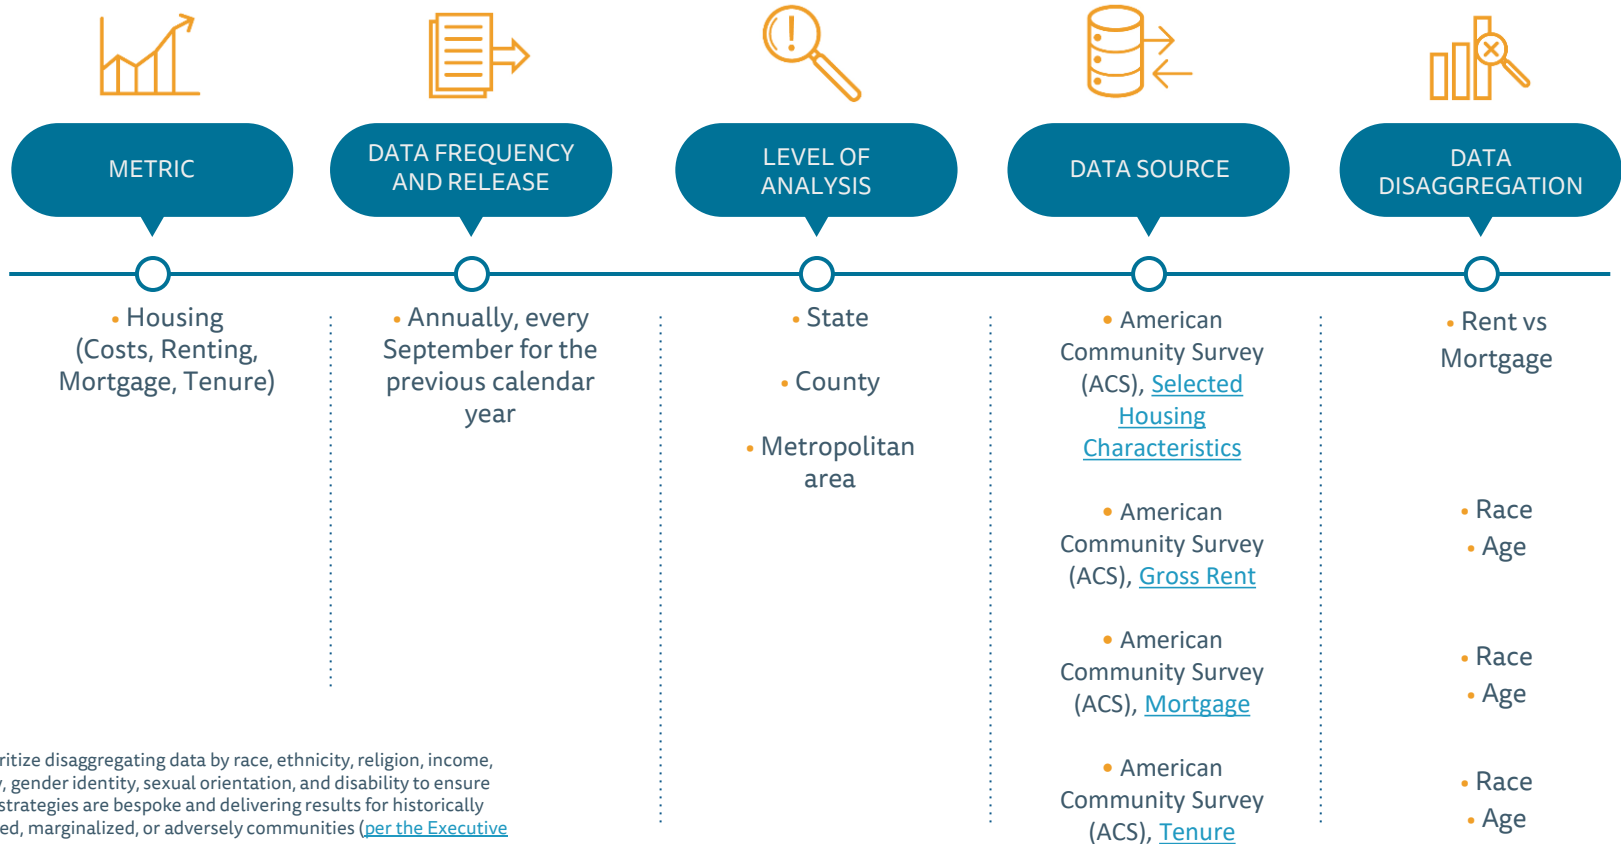 METRIC
DATA FREQUENCY
AND RELEASE
LEVEL OF
ANALYSIS
DATA SOURCE
DATA
DISAGGREGATION
• Housing
(Costs, Renting,
Mortgage, Tenure)
• Annually, every
September for the
previous calendar
year
• State
• County
• Metropolitan
area
• American
Community Survey
(ACS), Selected
Housing
Characteristics
• American
Community Survey
(ACS), Gross Rent
• American
Community Survey
(ACS), Mortgage
• American
Community Survey
(ACS), Tenure
• Rent vs
Mortgage
• Race
• Age
• Race
• Age
• Race
• Age
disaggregating data by race, ethnicity, religion, income,
gender identity, sexual orientation, and disability to ensure
strategies are bespoke and delivering results for historically
marginalized, or adversely communities (per the Executive